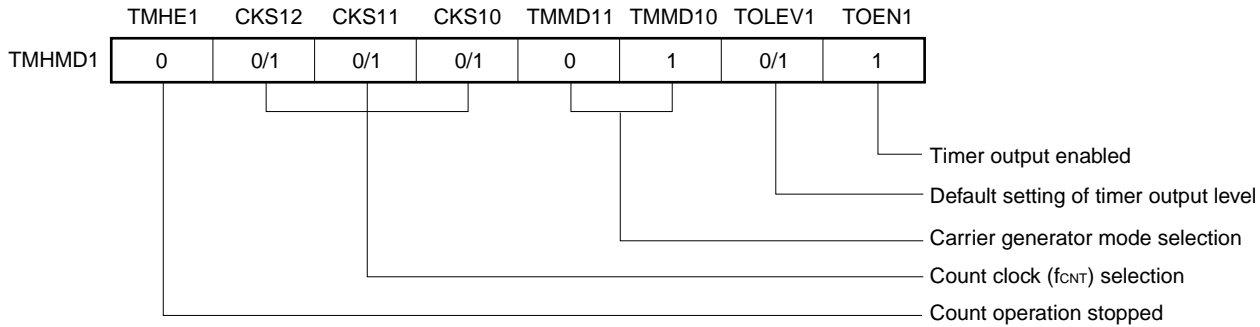 TMHE1 CKS12 CKS11 CKS10 TMMD11 TMMD10 TOLEV1 TOEN1
TMHMD1 0 0/1 0/1 0/1 0 1 0/1 1
Timer output enabled
Default setting of timer output level
Carrier generator mode selection
Count clock (fCNT) selection
Count operation stopped